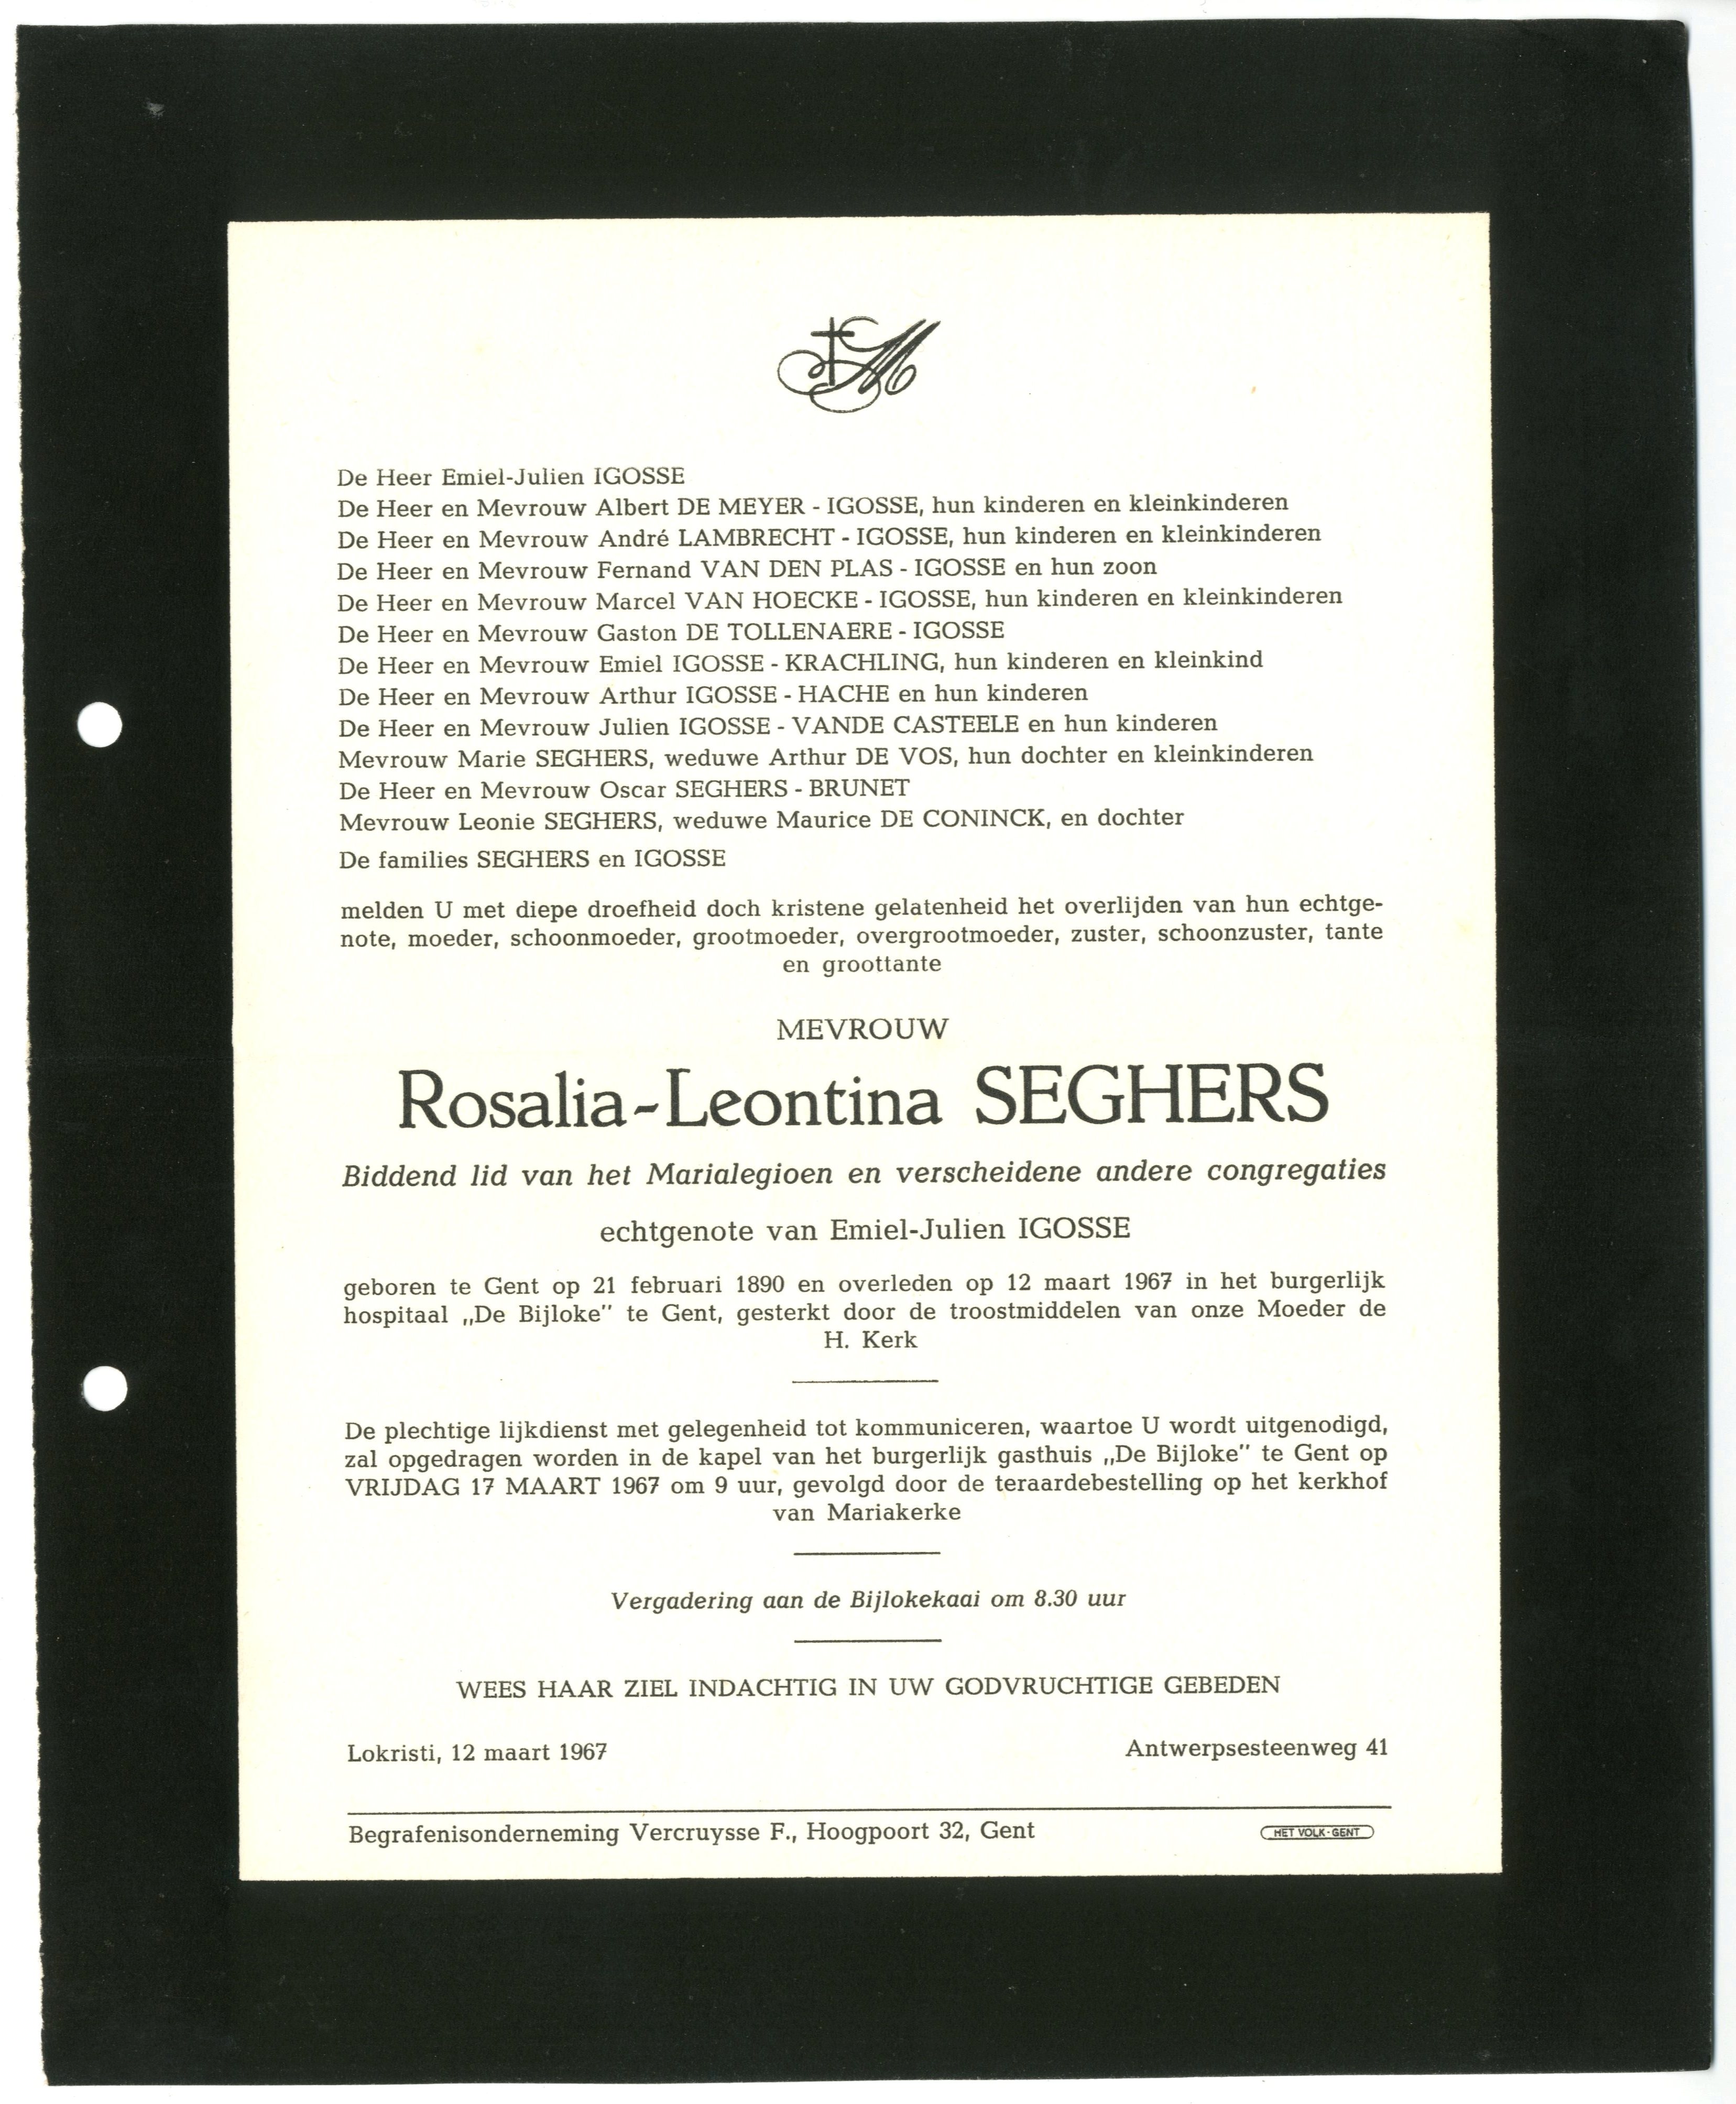 De Heer Emiel-Julien IGOSSE
De Heer en Mevrouw Albert DE MEYER - IGOSSE, hun kinderen en kleinkinderen
De Heer en Mevrouw André LAMBRECHT - IGOSSE, hun kinderen en kleinkinderen
De Heer en Mevrouw Fernand VAN DEN PLAS - IGOSSE en hun zoon
De Heer en Mevrouw Marcel VAN HOECKE - IGOSSE, hun kinderen en kleinkinderen
De Heer en Mevrouw Gaston DE TOLLENAERE - IGOSSE
De Heer en Mevrouw Emiel IGOSSE - KRACHLING, hun kinderen en kleinkind
De Heer en Mevrouw Arthur IGOSSE - HACHE en hun kinderen
De Heer en Mevrouw Julien IGOSSE - VANDE CASTEELE en hun kinderen
Mevrouw Marie SEGHERS, weduwe Arthur DE VOS, hun dochter en kleinkinderen
De Heer en Mevrouw Oscar SEGHERS - BRUNET
Mevrouw Leonie SEGHERS, weduwe Maurice DE CONINCK, en dochter
De families SEGHERS en IGOSSE
melden U met diepe droefheid doch kristene gelatenheid het overlijden van hun echtge-
note, moeder, schoonmoeder, grootmoeder, overgrootmoeder, zuster, schoonzuster, tante
en groottante
MEVROUW
Rosalia-Leontina SEGHERS
Biddend lid van het Marialegioen en verscheidene andere congregaties
echtgenote van Emiel-Julien IGOSSE
geboren te Gent op 21 februari 1890 en overleden op 12 maart 1967 in het burgerlijk
hospitaal „De Bijloke” te Gent, gesterkt door de troostmiddelen van onze Moeder de
H. Kerk
De plechtige lijkdienst met gelegenheid tot kommuniceren, waartoe U wordt uitgenodigd,
zal opgedragen worden in de kapel van het burgerlijk gasthuis „De Bijloke” te Gent op
VRIJDAG 17 MAART 1967 om 9 uur, gevolgd door de teraardebestelling op het kerkhof
van Mariakerke
Vergadering aan de Bijlokekaai om 8.30 uur
WEES HAAR ZIEL INDACHTIG IN UW GODVRUCHTIGE GEBEDEN
Lokristi, 12 maart 1967 Antwerpsesteenweg 41
Begrafenisonderneming Vercruysse F., Hoogpoort 32, Gent HET VOLK - GENT